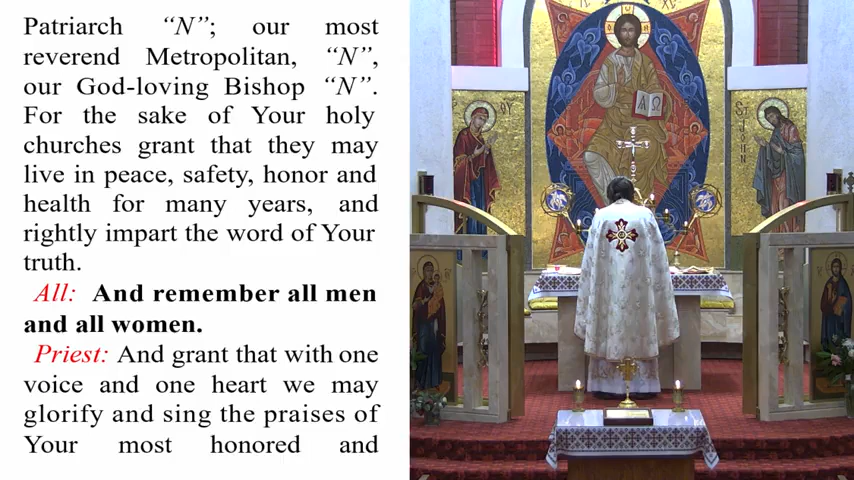 Patriarch “N”; our most
reverend Metropolitan, “N”,
our God-loving Bishop “N”.
For the sake of Your holy
churches grant that they may
live in peace, safety, honor and
health for many years, and
rightly impart the word of Your
truth.
All: And remember all men
and all women.
Priest: And grant that with one
voice and one heart we may
glorify and sing the praises of
Your most honored and
Α Ω
ΘΥ
ST
JOHN